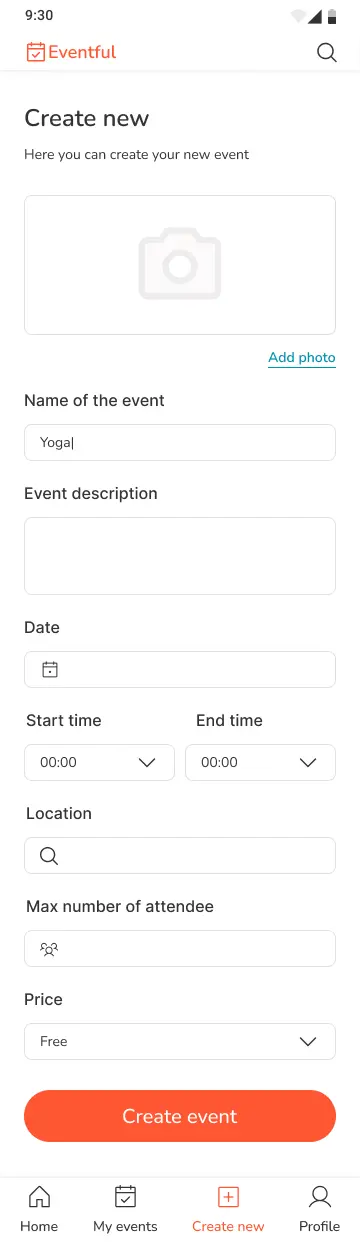 9:30
Eventful
Create new
Here you can create your new event
Add photo
Name of the event
Yoga
Event description
Date
Start time End time
00:00 00:00
Location
Max number of attendee
Price
Free
Create event
Home My events Create new Profile